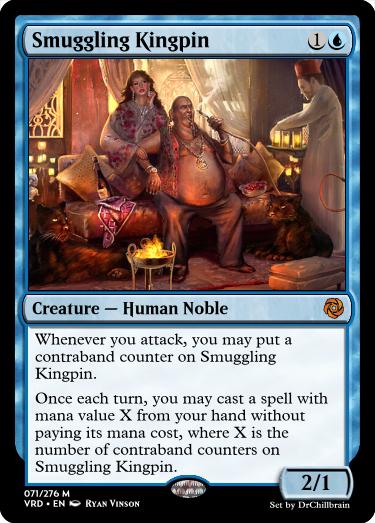 Smuggling Kingpin 1
Creature — Human Noble
Whenever you attack, you may put a
contraband counter on Smuggling
Kingpin.
Once each turn, you may cast a spell with
mana value X from your hand without
paying its mana cost, where X is the
number of contraband counters on
Smuggling Kingpin.
2/1
071/276 M
VRD • EN Ryan Vinson
Set by DrChillbrain